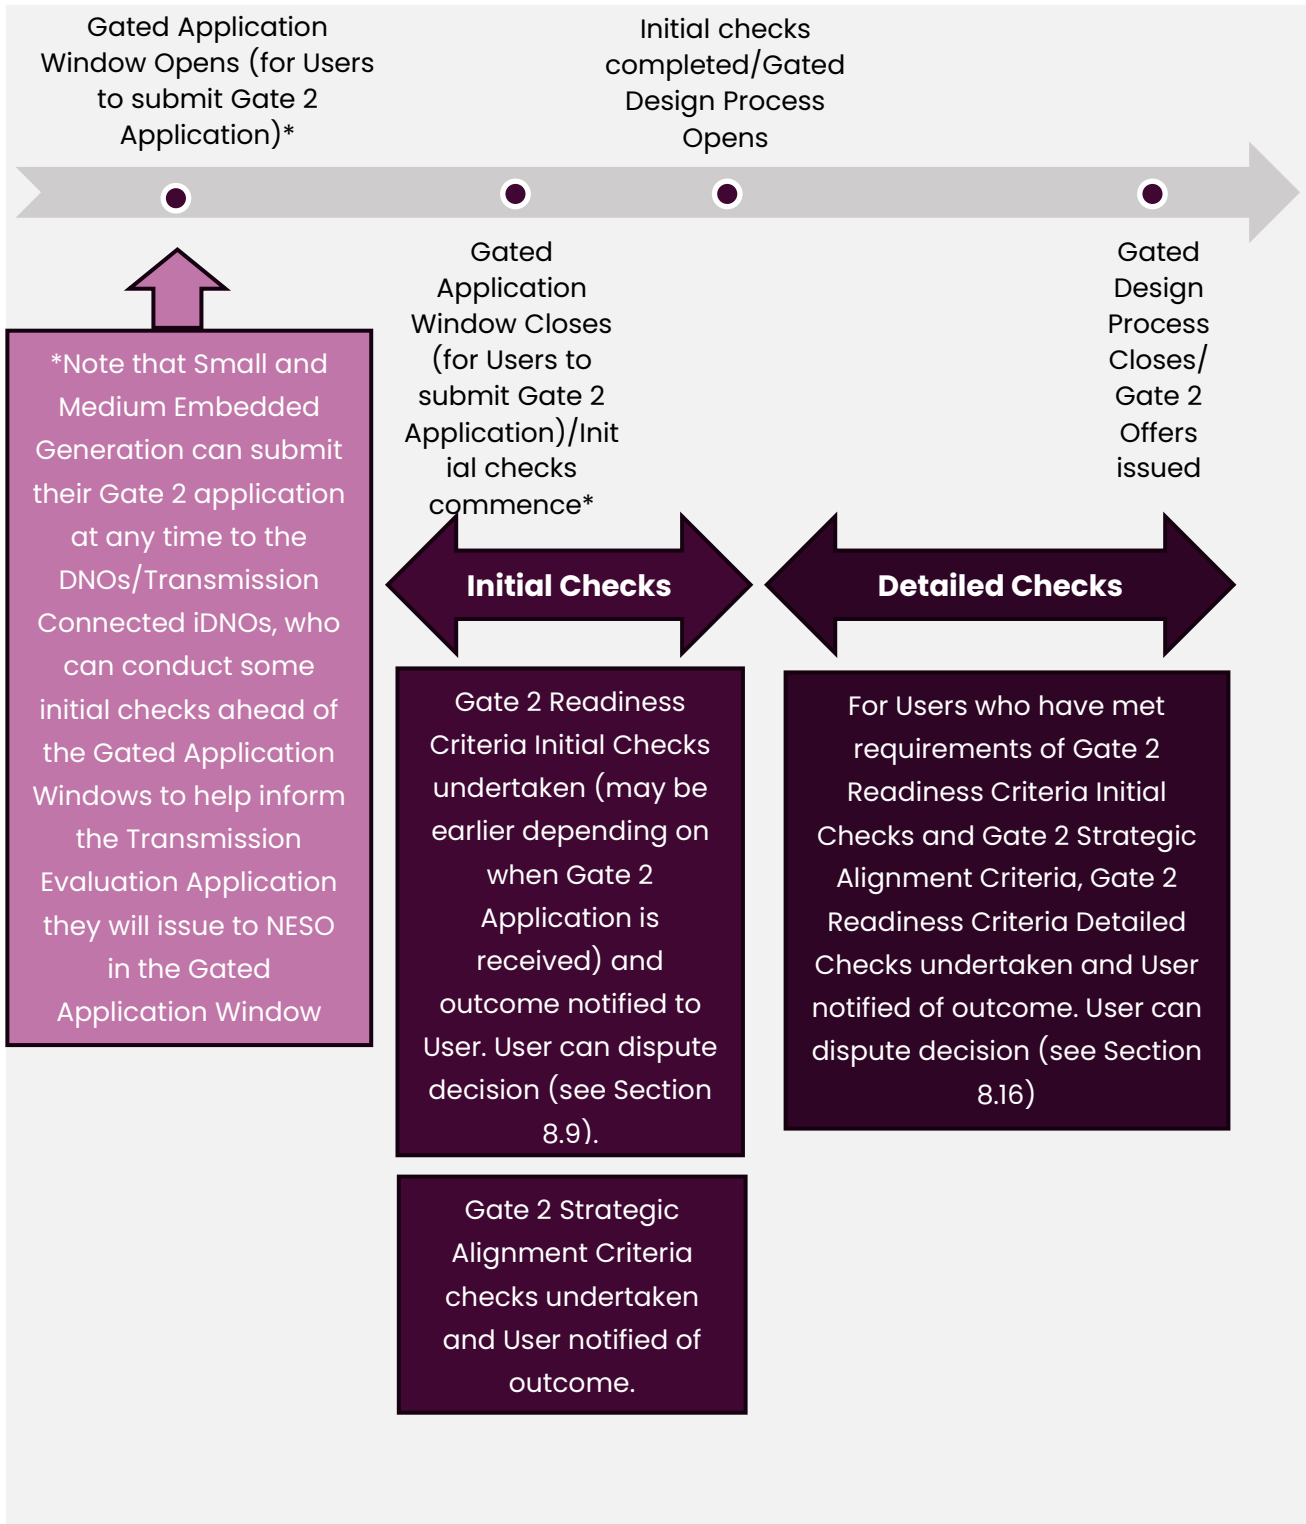 Gated Application
Window Opens (for Users
to submit Gate 2
Application)*
Initial checks
completed/Gated
Design Process
Opens
Gated
Application
Window Closes
(for Users to
submit Gate 2
Application)/Init
ial checks
commence*
Gated
Design
Process
Closes/
Gate 2
Offers
issued
*Note that Small and
Medium Embedded
Generation can submit
their Gate 2 application
at any time to the
DNOs/Transmission
Connected iDNOs, who
can conduct some
initial checks ahead of
the Gated Application
Windows to help inform
the Transmission
Evaluation Application
they will issue to NESO
in the Gated
Application Window
Initial Checks
Gate 2 Readiness
Criteria Initial Checks
undertaken (may be
earlier depending on
when Gate 2
Application is
received) and
outcome notified to
User. User can dispute
decision (see Section
8.9).
Gate 2 Strategic
Alignment Criteria
checks undertaken
and User notified of
outcome.
Detailed Checks
For Users who have met
requirements of Gate 2
Readiness Criteria Initial
Checks and Gate 2 Strategic
Alignment Criteria, Gate 2
Readiness Criteria Detailed
Checks undertaken and User
notified of outcome. User can
dispute decision (see Section
8.16)